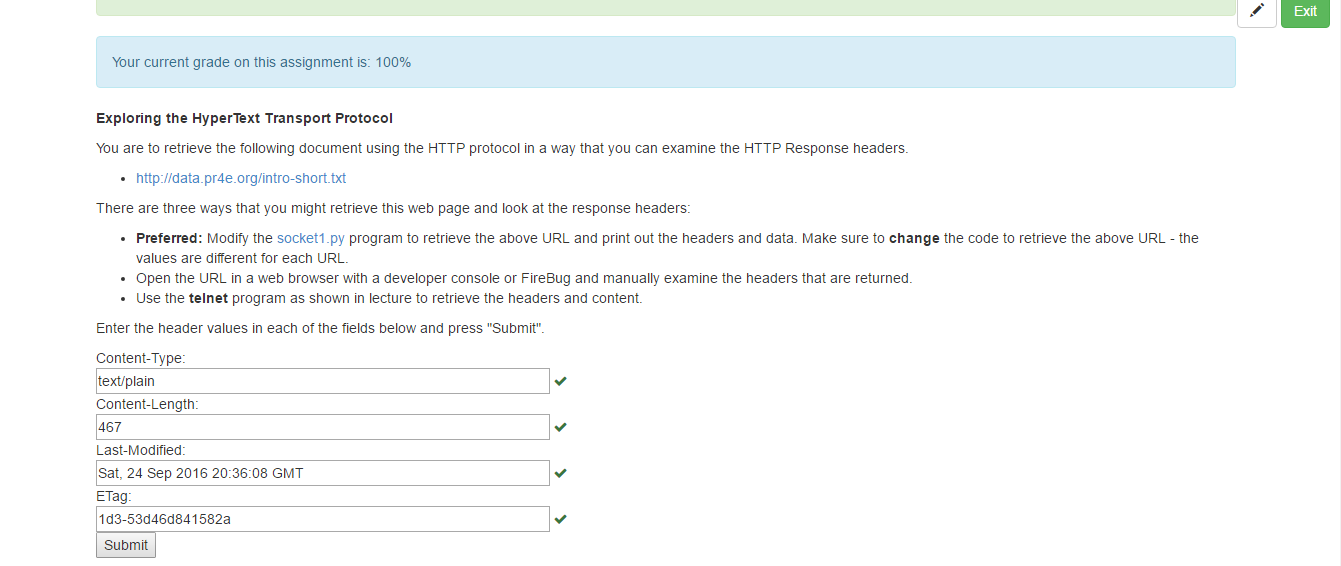 Exit
Your current grade on this assignment is: 100%
Exploring the HyperText Transport Protocol
You are to retrieve the following document using the HTTP protocol in a way that you can examine the HTTP Response headers.
• http://data.pr4e.org/intro-short.txt
There are three ways that you might retrieve this web page and look at the response headers:
• Preferred: Modify the socket1.py program to retrieve the above URL and print out the headers and data. Make sure to change the code to retrieve the above URL - the
values are different for each URL.
• Open the URL in a web browser with a developer console or FireBug and manually examine the headers that are returned.
• Use the telnet program as shown in lecture to retrieve the headers and content.
Enter the header values in each of the fields below and press "Submit".
Content-Type:
text/plain
Content-Length:
467
Last-Modified:
Sat, 24 Sep 2016 20:36:08 GMT
ETag:
1d3-53d46d841582a
Submit